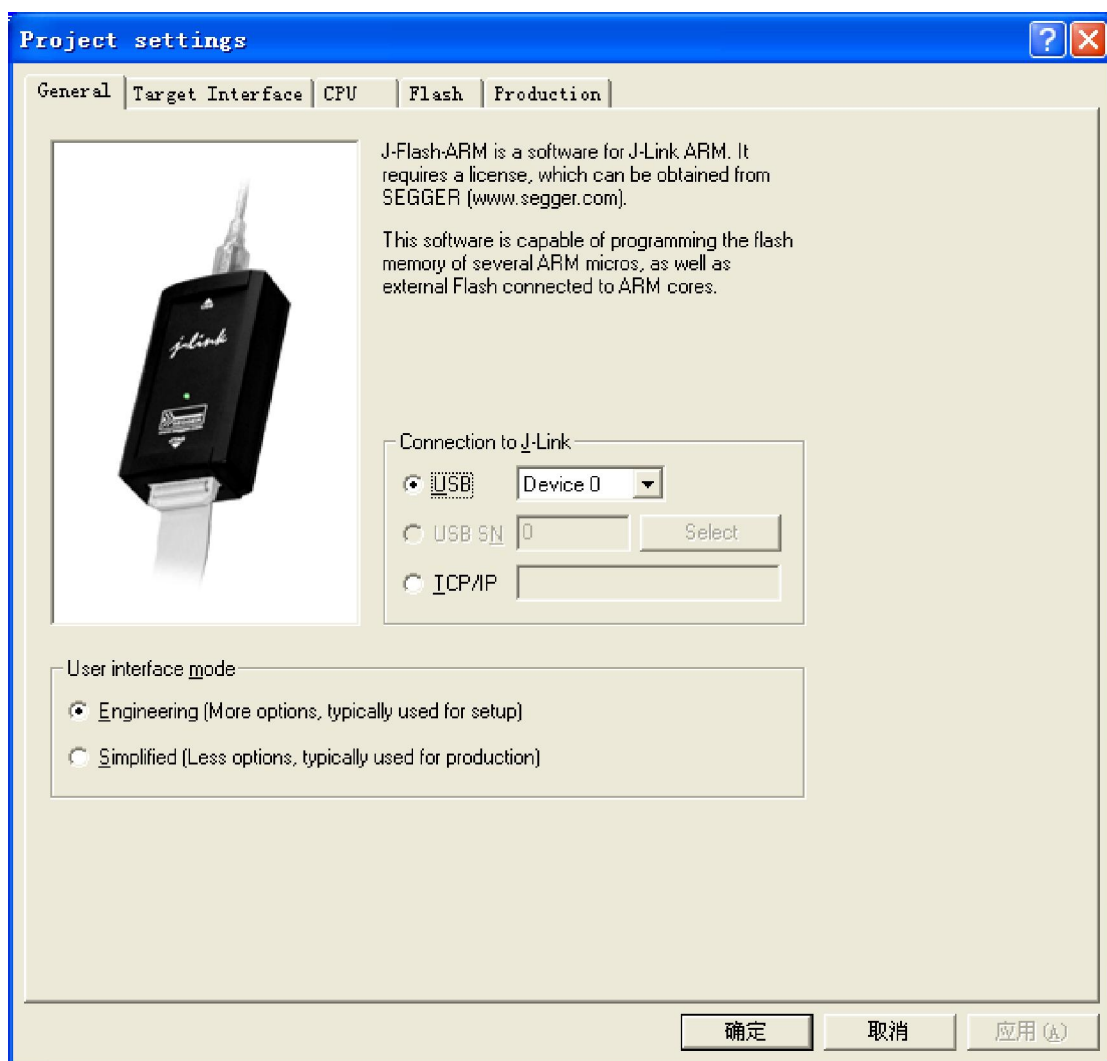 Project settings
General Target Interface CPU Flash Production
J-Flash-ARM is a software for J-Link ARM. It
requires a license, which can be obtained from
SEGGER (www.segger.com).
This software is capable of programming the flash
memory of several ARM micros, as well as
external Flash connected to ARM cores.
j-link
Connection to J-Link
USB Device 0
USB SN 0 Select
TCP/IP
User interface mode
Engineering (More options, typically used for setup)
Simplified (Less options, typically used for production)
确定 取消 应用(A)